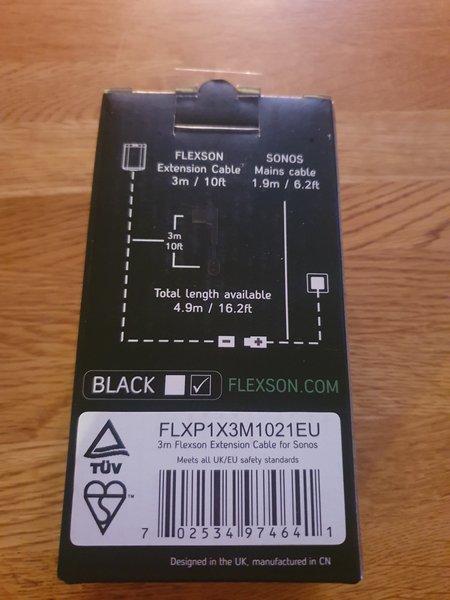 FLEXSON
Extension Cable
3m / 10ft
SONOS
Mains cable
1.9m / 6.2ft
3m
10ft
Total length available
4.9m / 16.2ft
BLACK
FLEXSON.COM
FLXP1X3M1021EU
3m Flexson Extension Cable for Sonos
Meets all UK/EU safety standards
TÜV
TM
7 02534 97464 1
Designed in the UK, manufactured in CN